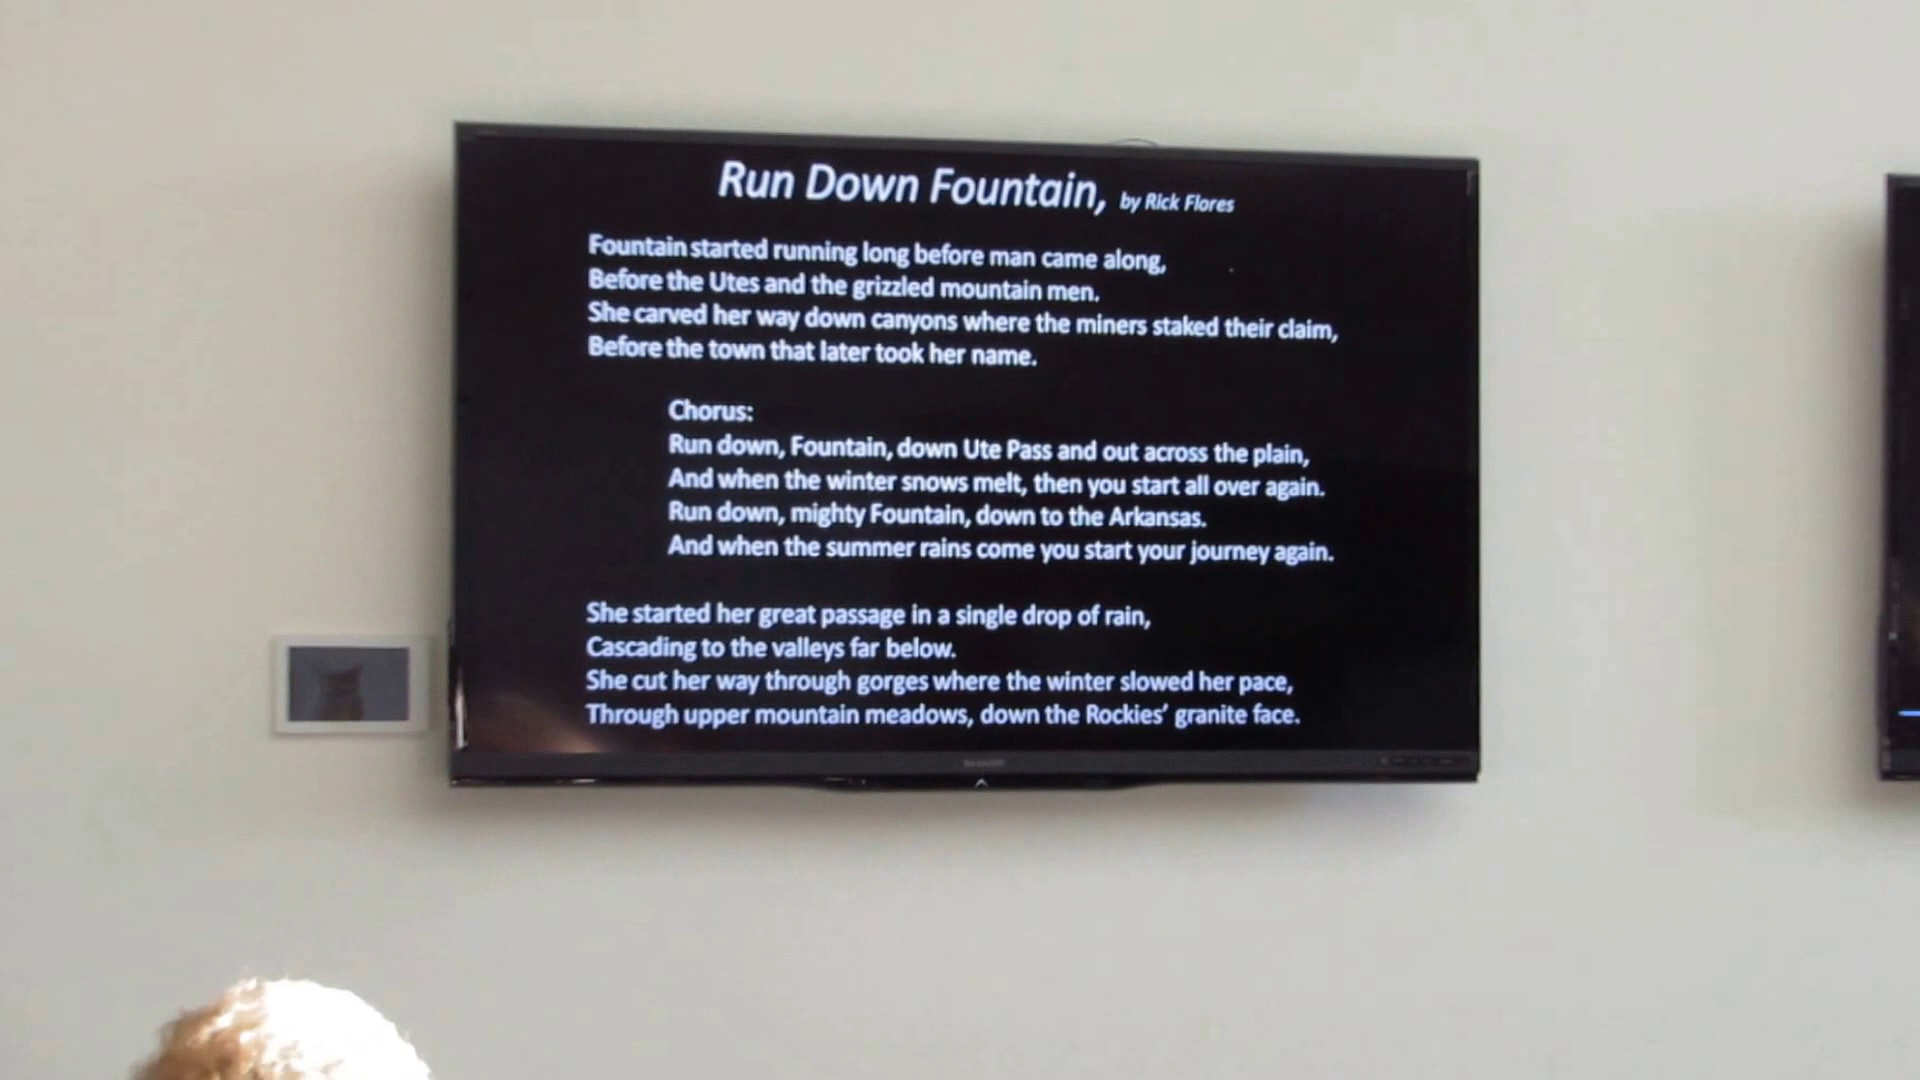 Run Down Fountain, by Rick Flores
Fountain started running long before man came along,
Before the Utes and the grizzled mountain men.
She carved her way down canyons where the miners staked their claim,
Before the town that later took her name.
Chorus:
Run down, Fountain, down Ute Pass and out across the plain,
And when the winter snows melt, then you start all over again.
Run down, mighty Fountain, down to the Arkansas.
And when the summer rains come you start your journey again.
She started her great passage in a single drop of rain,
Cascading to the valleys far below.
She cut her way through gorges where the winter slowed her pace,
Through upper mountain meadows, down the Rockies’ granite face.
SHARP